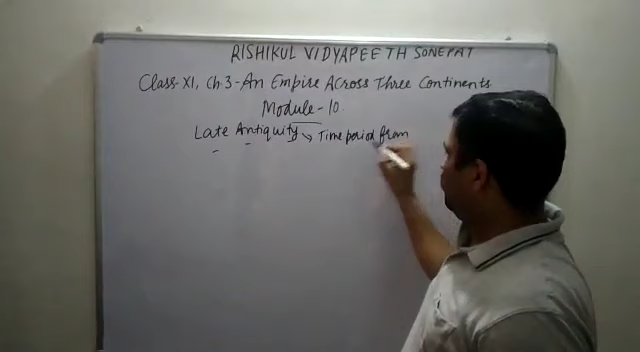 RISHIKUL VIDYAPEETH SONEPAT
Class-XI, Ch.3-An Empire Across Three Continents
Module-10.
Late Antiquity ↘ Time period from